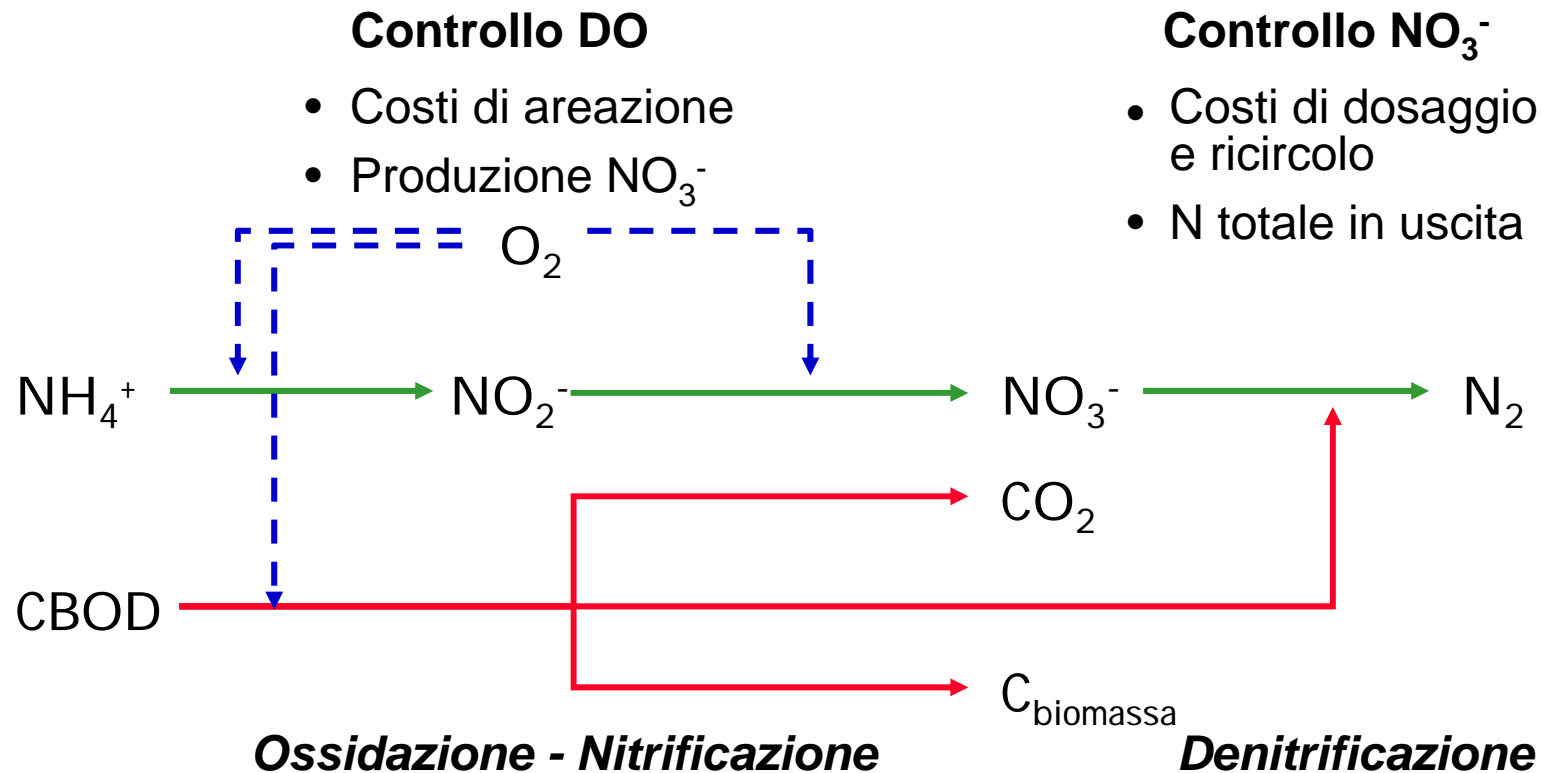 Controllo DO
• Costi di areazione
• Produzione NO₃⁻
Controllo NO₃⁻
• Costi di dosaggio
e ricircolo
• N totale in uscita
O₂
NH₄⁺
NO₂⁻
NO₃⁻
N₂
CO₂
CBOD
C_biomassa
Ossidazione - Nitrificazione
Denitrificazione